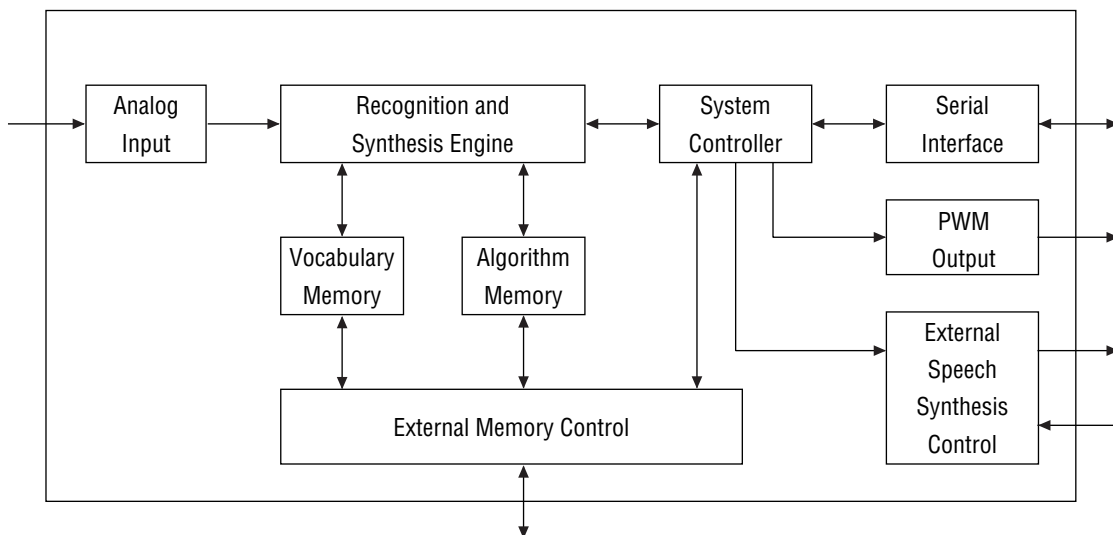 Analog
Input
Recognition and
Synthesis Engine
System
Controller
Serial
Interface
Vocabulary
Memory
Algorithm
Memory
PWM
Output
External Memory Control
External
Speech
Synthesis
Control